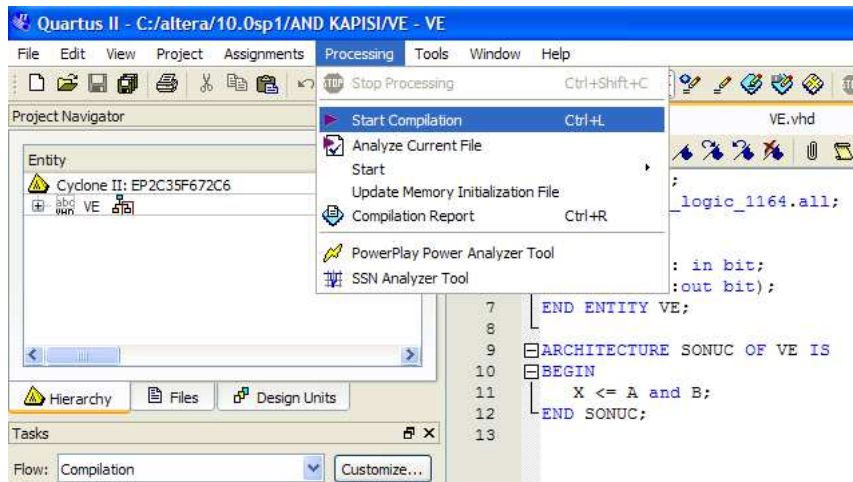 Quartus II - C:/altera/10.0sp1/AND KAPISI/VE - VE
File Edit View Project Assignments Processing Tools Window Help
Stop Processing Ctrl+Shift+C
Project Navigator
Start Compilation Ctrl+L
VE.vhd
Analyze Current File
Entity
Start
Cyclone II: EP2C35F672C6
;
Update Memory Initialization File
_logic_1164.all;
abc
VHD VE
Compilation Report Ctrl+R
PowerPlay Power Analyzer Tool
: in bit;
SSN Analyzer Tool
:out bit);
7 END ENTITY VE;
8
9 ARCHITECTURE SONUC OF VE IS
10 BEGIN
Hierarchy Files Design Units
11 X <= A and B;
12 END SONUC;
Tasks
13
Flow: Compilation Customize...